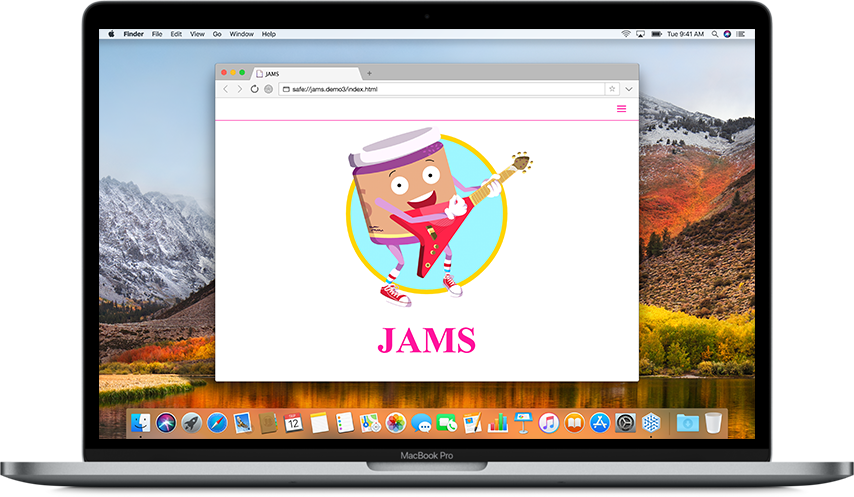 Finder File Edit View Go Window Help Tue 9:41 AM
JAMS
safe://jams.demo3/index.html
JAMS
12
MacBook Pro